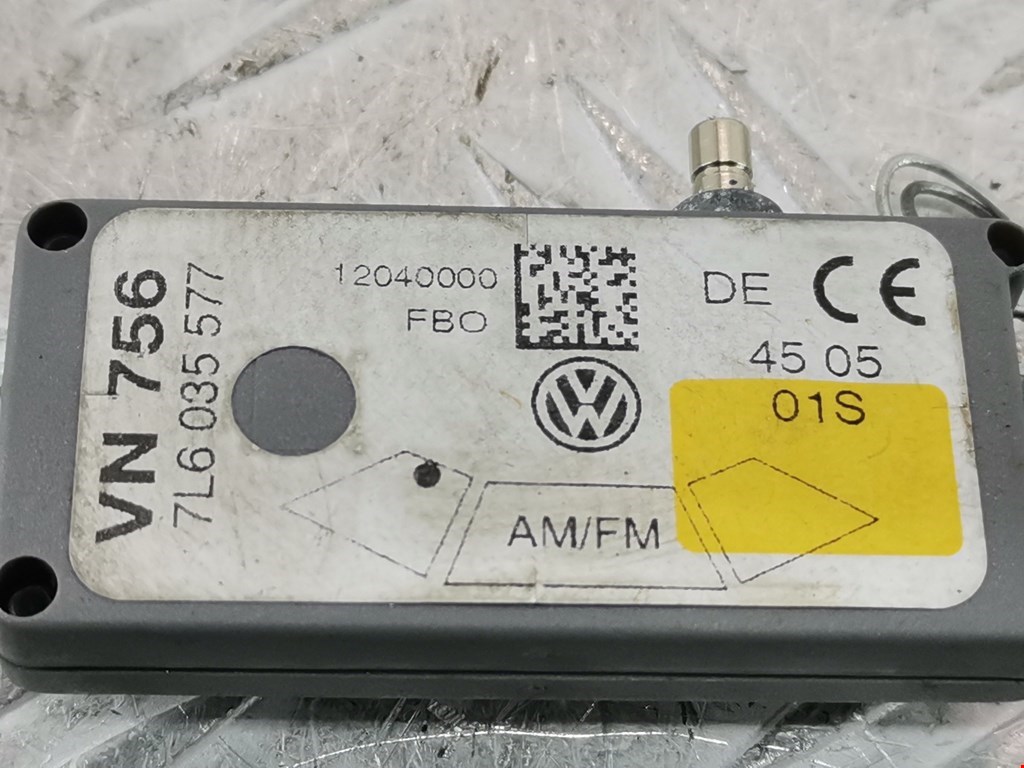 VN 756
7L6 035 577
12040000
FBO
DE CE
45 05
01S
AM/FM